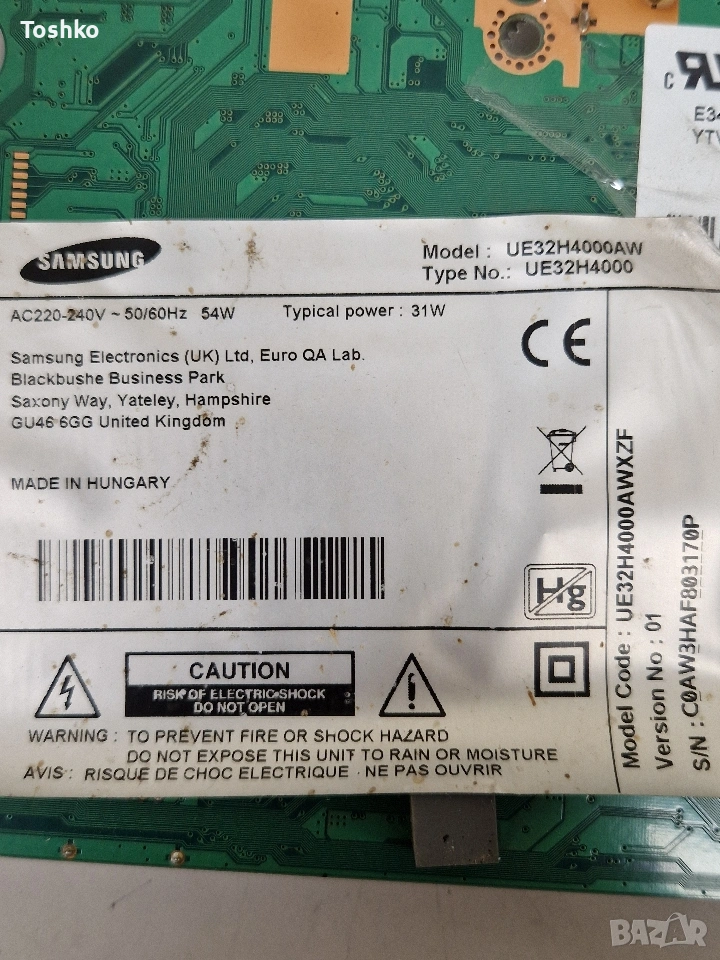 Toshko
E34
YTV
SAMSUNG
Model : UE32H4000AW
Type No.: UE32H4000
AC220-240V ~ 50/60Hz 54W Typical power : 31W
Samsung Electronics (UK) Ltd, Euro QA Lab.
Blackbushe Business Park
Saxony Way, Yateley, Hampshire
GU46 6GG United Kingdom
MADE IN HUNGARY
CE
Hg
CAUTION
RISK OF ELECTRIC SHOCK
DO NOT OPEN
WARNING : TO PREVENT FIRE OR SHOCK HAZARD
DO NOT EXPOSE THIS UNIT TO RAIN OR MOISTURE
AVIS : RISQUE DE CHOC ELECTRIQUE · NE PAS OUVRIR
Model Code : UE32H4000AWXZF
Version No : 01
S/N : C0AW3HAF803170P
BAZAR